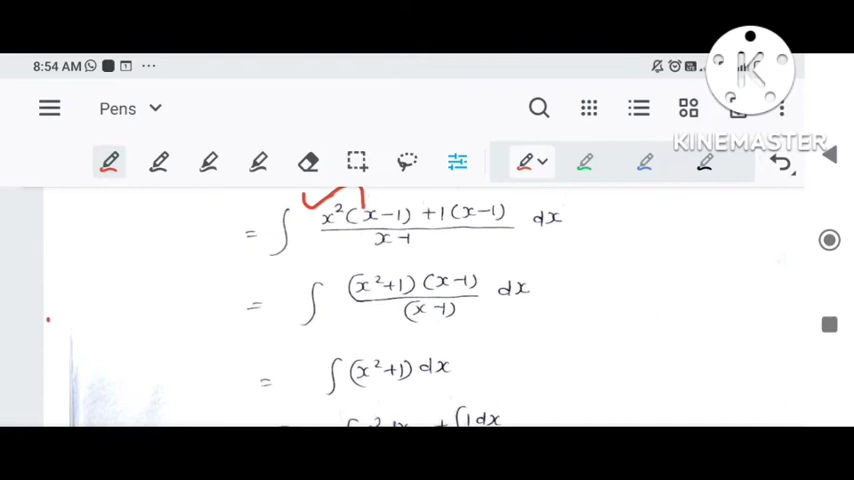 8:54 AM
Pens
KINEMASTER
= ∫ x²(x-1) +1(x-1) / x-1 dx
= ∫ (x²+1) (x-1) / (x-1) dx
= ∫ (x²+1) dx
+ ∫1dx